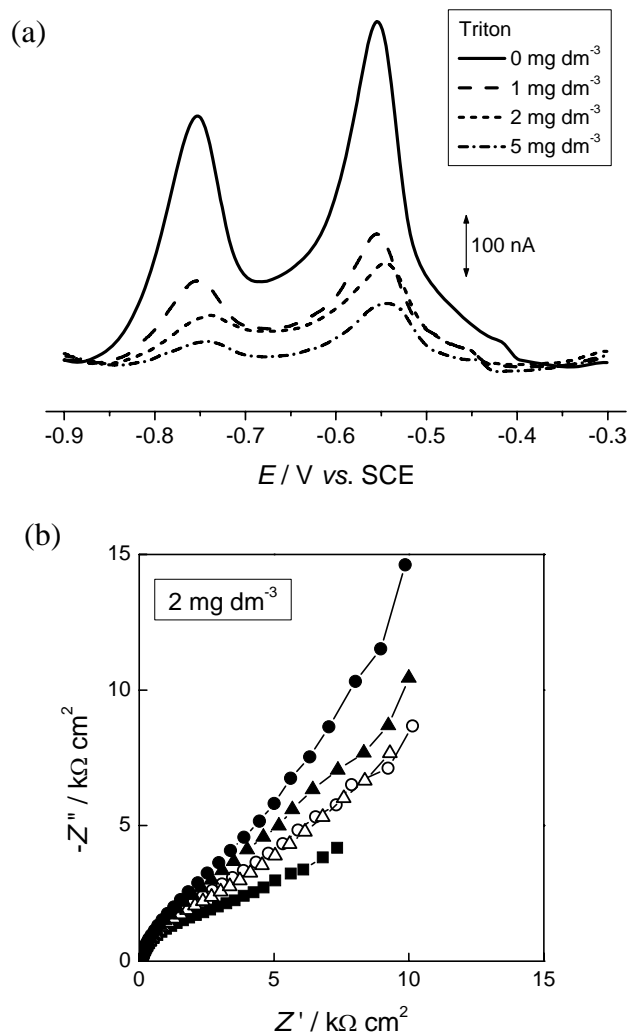 (a)
Triton
0 mg dm⁻³
1 mg dm⁻³
2 mg dm⁻³
5 mg dm⁻³
100 nA
-0.9 -0.8 -0.7 -0.6 -0.5 -0.4 -0.3
E / V vs. SCE
(b)
2 mg dm⁻³
15
10
5
0
-Z'' / kΩ cm²
0 5 10 15
Z ' / kΩ cm²